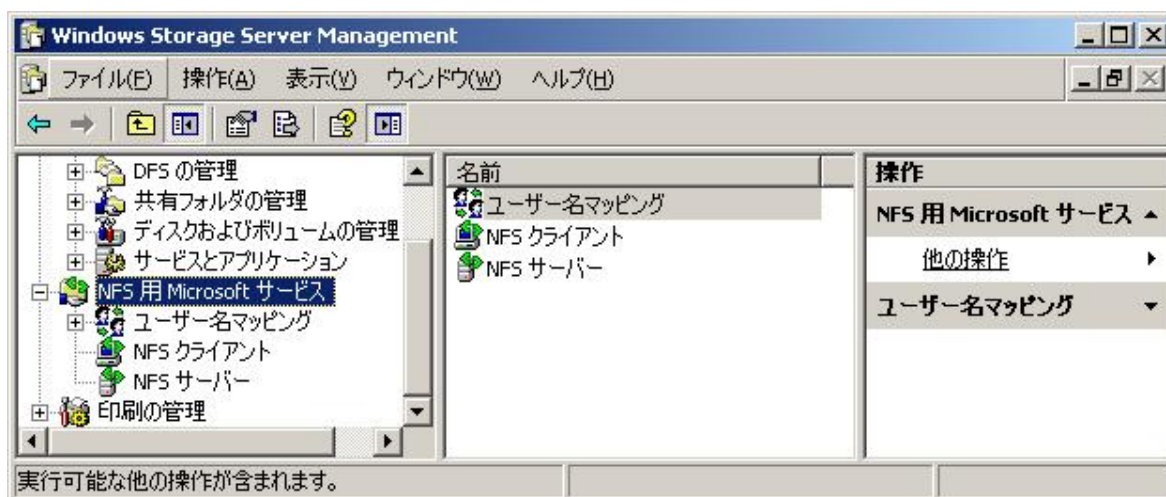 Windows Storage Server Management
ファイル(F) 操作(A) 表示(V) ウィンドウ(W) ヘルプ(H)
DFS の管理
共有フォルダの管理
ディスクおよびボリュームの管理
サービスとアプリケーション
NFS 用 Microsoft サービス
ユーザー名マッピング
NFS クライアント
NFS サーバー
印刷の管理
名前
ユーザー名マッピング
NFS クライアント
NFS サーバー
操作
NFS 用 Microsoft サービス
他の操作
ユーザー名マッピング
実行可能な他の操作が含まれます。